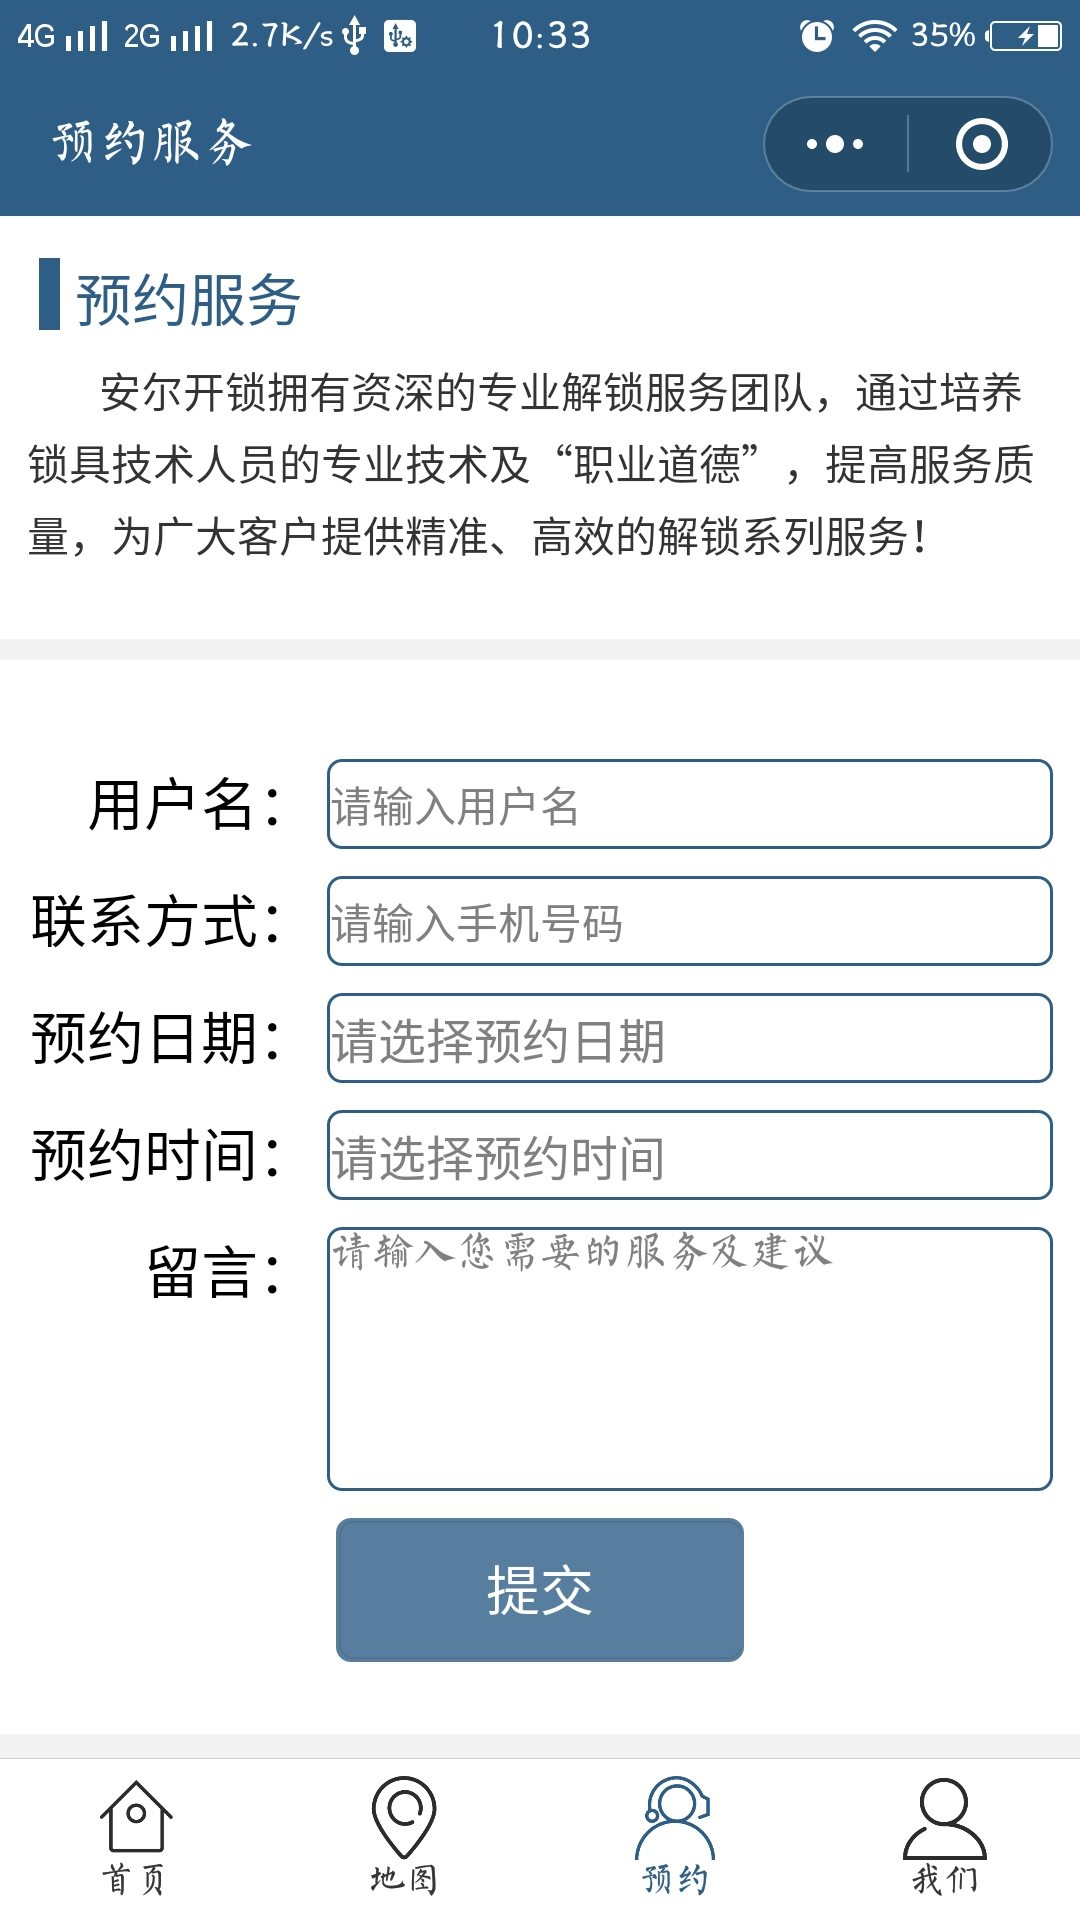 4G 2G 2.7K/s 10:33 35%
预约服务
预约服务
安尔开锁拥有资深的专业解锁服务团队，通过培养
锁具技术人员的专业技术及“职业道德”，提高服务质
量，为广大客户提供精准、高效的解锁系列服务！
用户名： 请输入用户名
联系方式： 请输入手机号码
预约日期： 请选择预约日期
预约时间： 请选择预约时间
留言： 请输入您需要的服务及建议
提交
首页 地图 预约 我们